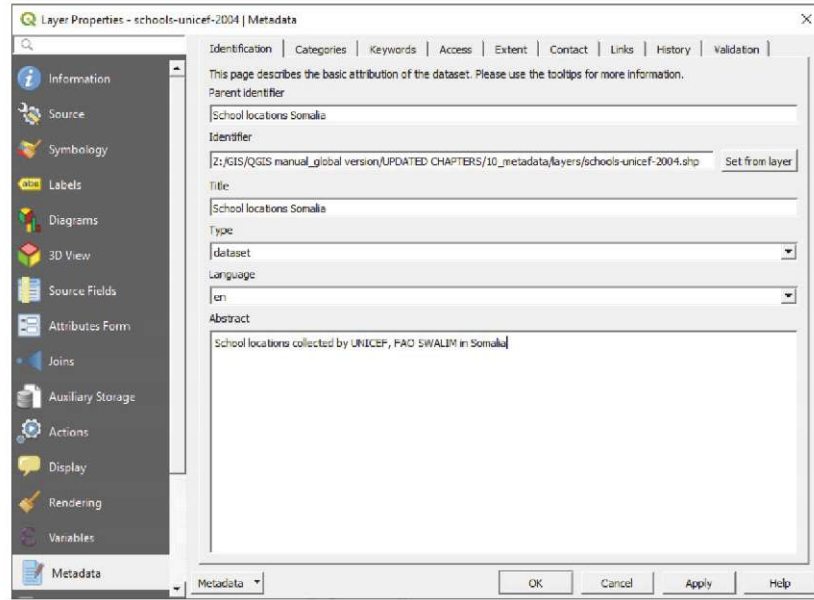 Layer Properties - schools-unicef-2004 | Metadata
Information
Source
Symbology
abc Labels
Diagrams
3D View
Source Fields
Attributes Form
Joins
Auxiliary Storage
Actions
Display
Rendering
Variables
Metadata
Identification Categories Keywords Access Extent Contact Links History Validation
This page describes the basic attribution of the dataset. Please use the tooltips for more information.
Parent identifier
School locations Somalia
Identifier
Z:/GIS/QGIS manual_global version/UPDATED CHAPTERS/10_metadata/layers/schools-unicef-2004.shp Set from layer
Title
School locations Somalia
Type
dataset
Language
en
Abstract
School locations collected by UNICEF, FAO SWALIM in Somalia
Metadata OK Cancel Apply Help